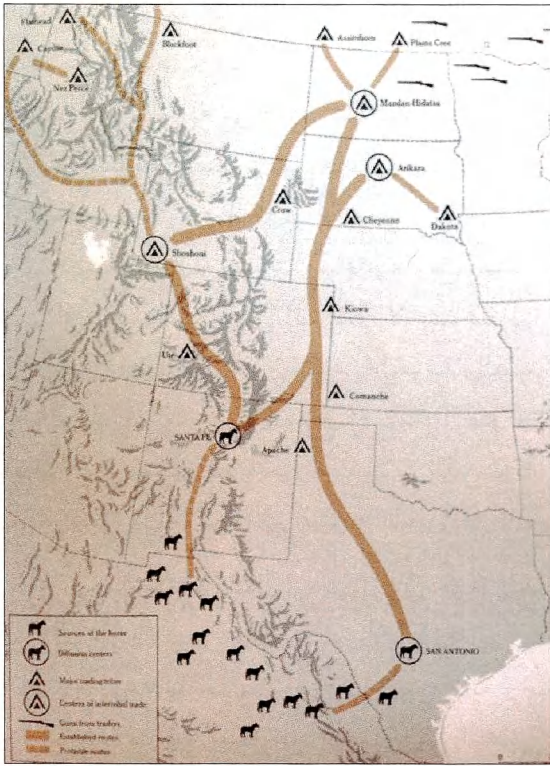 Flathead
Cayuse
Nez Perce
Blackfoot
Assiniboin
Plains Cree
Mandan-Hidatsa
Arikara
Crow
Cheyenne
Dakota
Shoshoni
Kiowa
Ute
Comanche
SANTA FE
Apache
SAN ANTONIO
Sources of the horse
Diffusion centers
Major trading tribes
Centers of intertribal trade
Guns from traders
Established routes
Probable routes